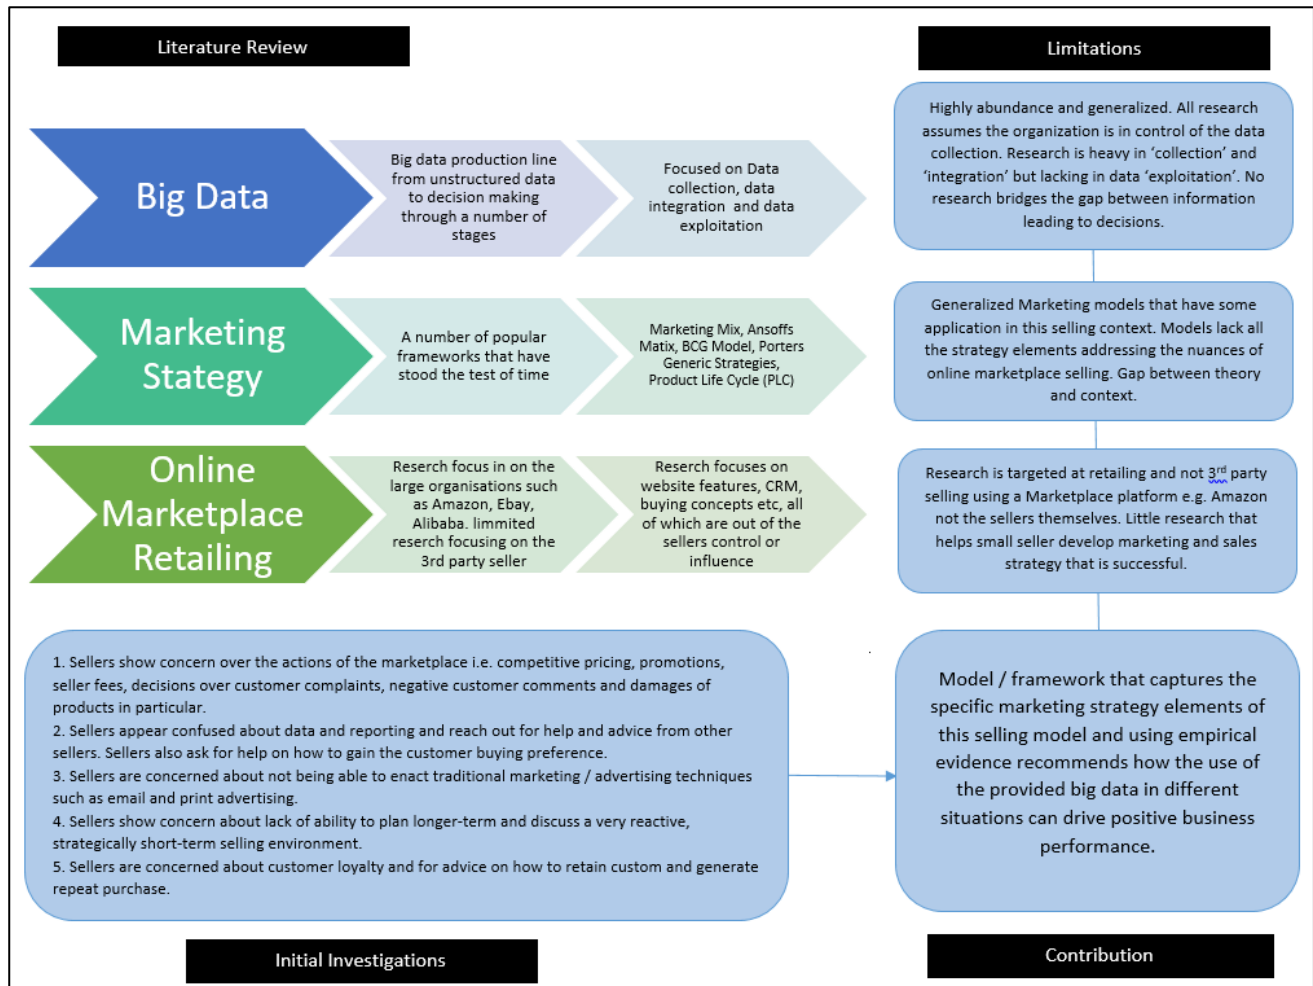 Literature Review
Limitations
Big Data
Big data production line
from unstructured data
to decision making
through a number of
stages
Focused on Data
collection, data
integration and data
exploitation
Highly abundance and generalized. All research
assumes the organization is in control of the data
collection. Research is heavy in ‘collection’ and
‘integration’ but lacking in data ‘exploitation’. No
research bridges the gap between information
leading to decisions.
Marketing
Stategy
A number of popular
frameworks that have
stood the test of time
Marketing Mix, Ansoffs
Matix, BCG Model, Porters
Generic Strategies,
Product Life Cycle (PLC)
Generalized Marketing models that have some
application in this selling context. Models lack all
the strategy elements addressing the nuances of
online marketplace selling. Gap between theory
and context.
Online
Marketplace
Retailing
Reserch focus in on the
large organisations such
as Amazon, Ebay,
Alibaba. limmited
reserch focusing on the
3rd party seller
Reserch focuses on
website features, CRM,
buying concepts etc, all
of which are out of the
sellers control or
influence
Research is targeted at retailing and not 3rd party
selling using a Marketplace platform e.g. Amazon
not the sellers themselves. Little research that
helps small seller develop marketing and sales
strategy that is successful.
1. Sellers show concern over the actions of the marketplace i.e. competitive pricing, promotions,
seller fees, decisions over customer complaints, negative customer comments and damages of
products in particular.
2. Sellers appear confused about data and reporting and reach out for help and advice from other
sellers. Sellers also ask for help on how to gain the customer buying preference.
3. Sellers are concerned about not being able to enact traditional marketing / advertising techniques
such as email and print advertising.
4. Sellers show concern about lack of ability to plan longer-term and discuss a very reactive,
strategically short-term selling environment.
5. Sellers are concerned about customer loyalty and for advice on how to retain custom and generate
repeat purchase.
Model / framework that captures the
specific marketing strategy elements of
this selling model and using empirical
evidence recommends how the use of
the provided big data in different
situations can drive positive business
performance.
Initial Investigations
Contribution